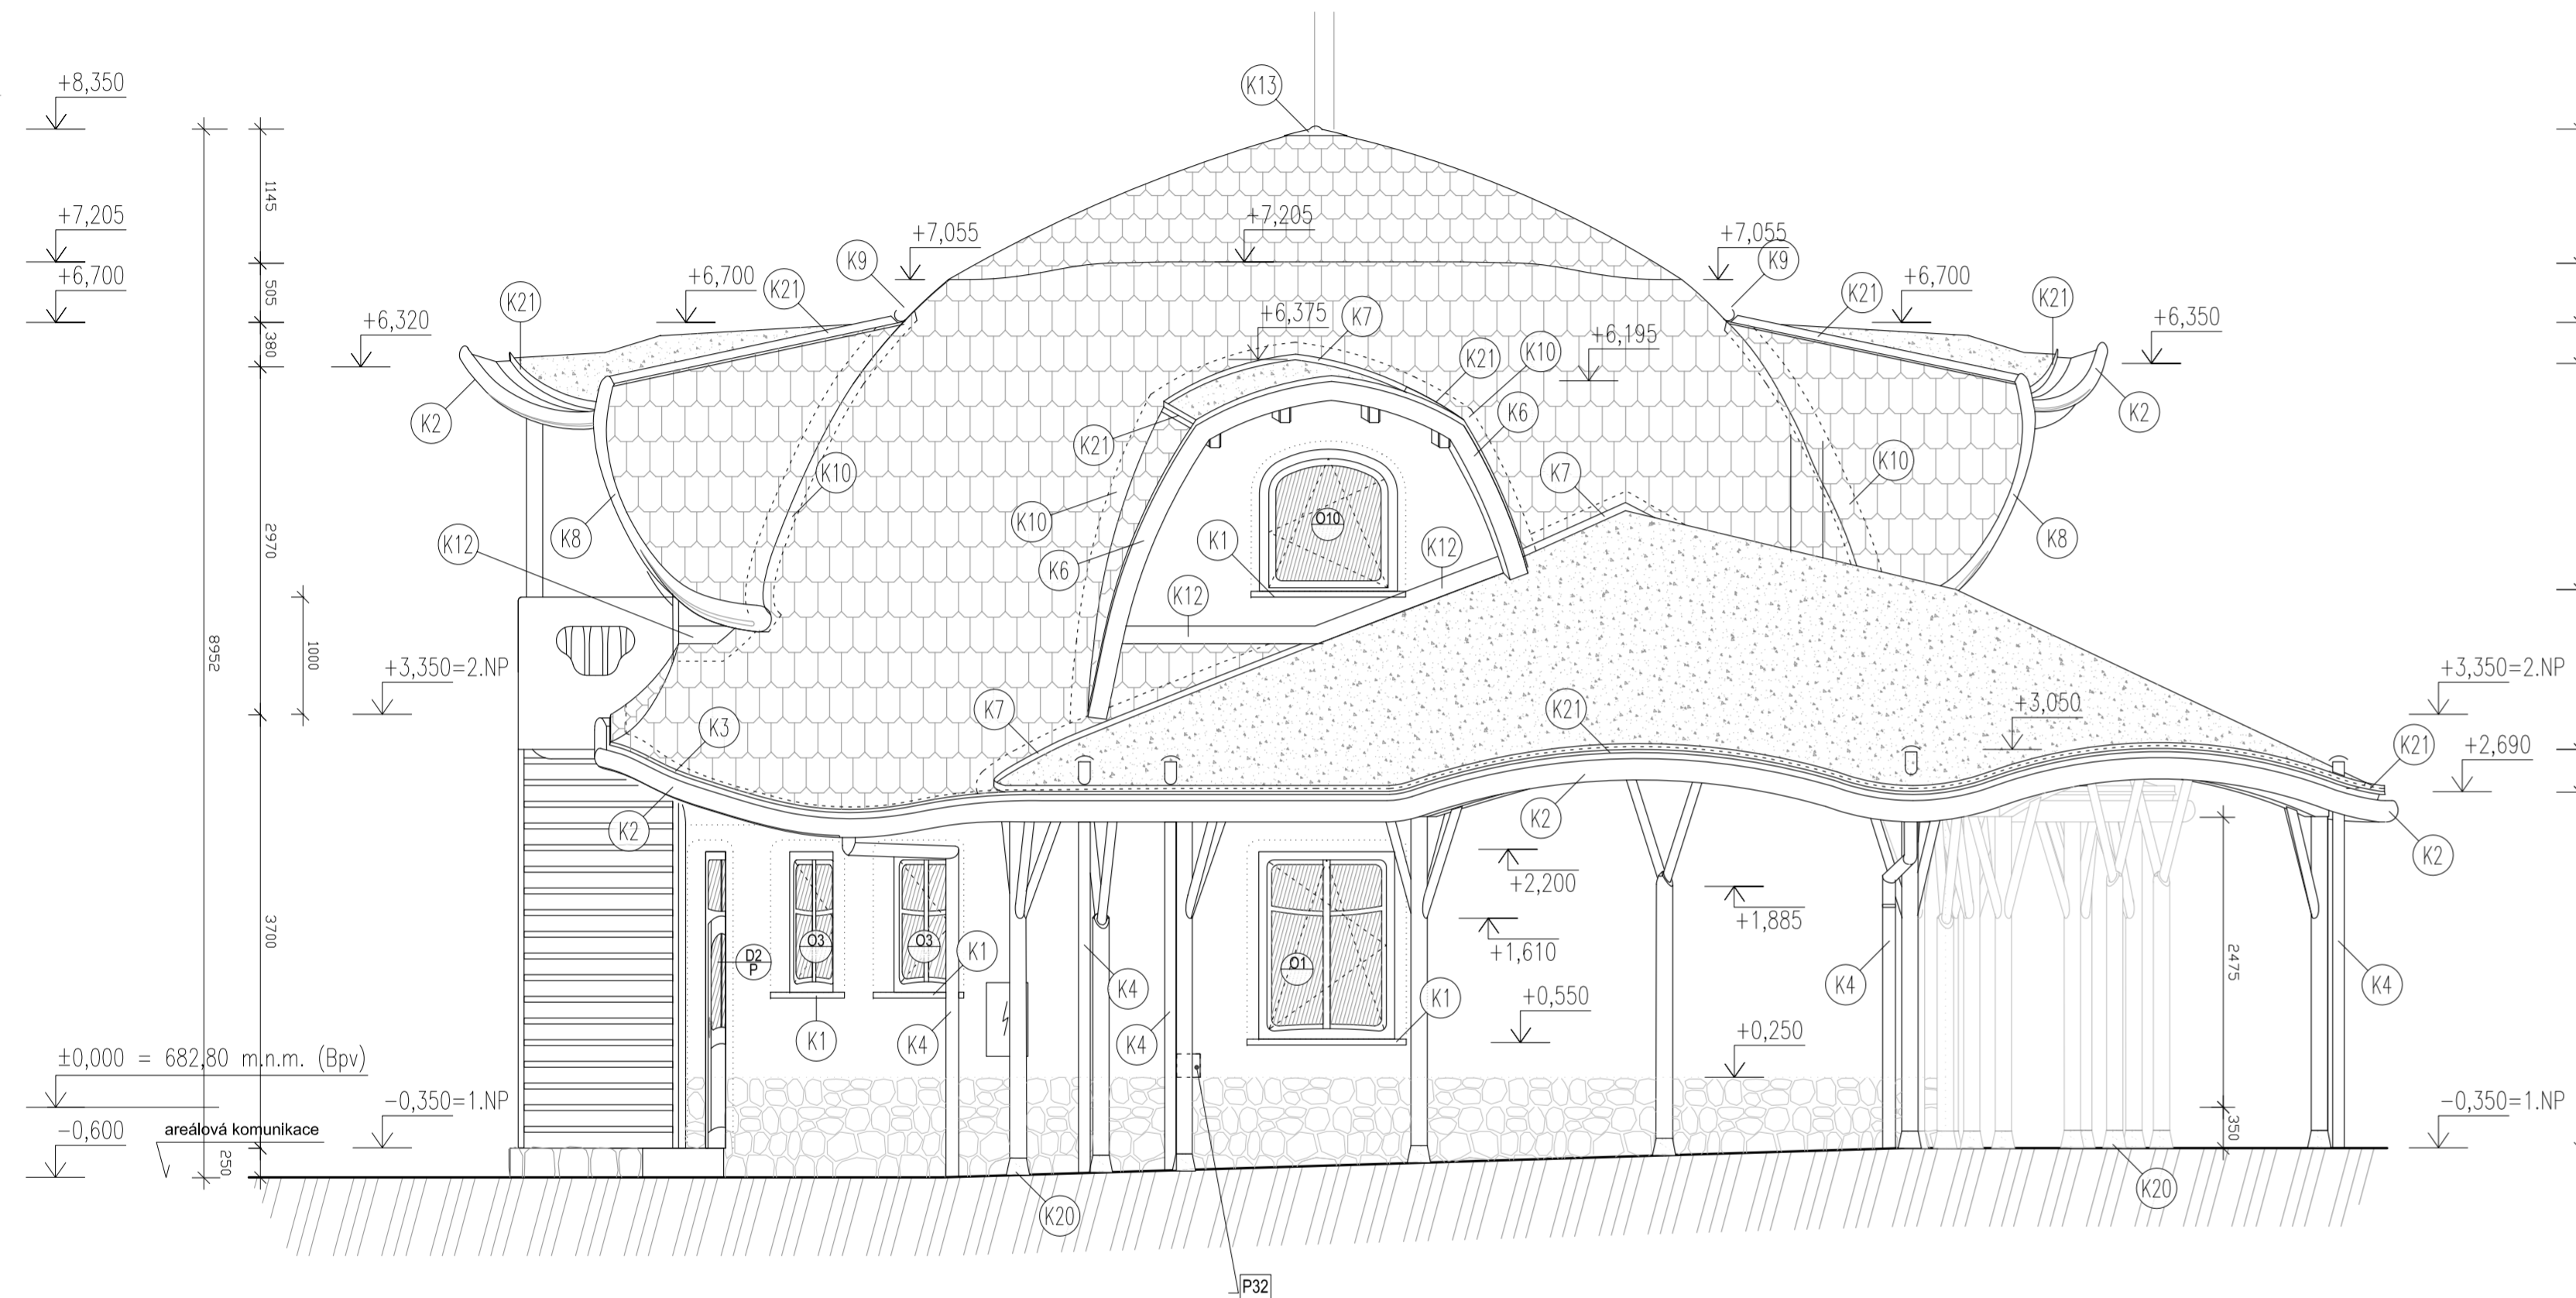 K13
+8,350
1145
+7,205
+7,205
+7,055
+7,055
K9
K9
+6,700
505
+6,700
K21
K21
+6,700
K21
K21
+6,320
380
+6,375
K7
+6,195
+6,350
K21
K10
K2
K6
K2
K21
K10
K10
K7
K10
K12
K8
2970
K1
K12
K8
K6
K12
8952
1000
+3,350=2.NP
+3,350=2.NP
K7
K21
+3,050
K3
K21
+2,690
K2
K2
K2
+2,200
+1,885
3700
O10
O3
O3
K1
+1,610
D2
P
O1
2475
K4
K4
K4
+0,550
K1
K1
K4
K4
+0,250
±0,000 = 682,80 m.n.m. (Bpv)
-0,350=1.NP
-0,350=1.NP
-0,600
areálová komunikace
350
250
K20
K20
P32